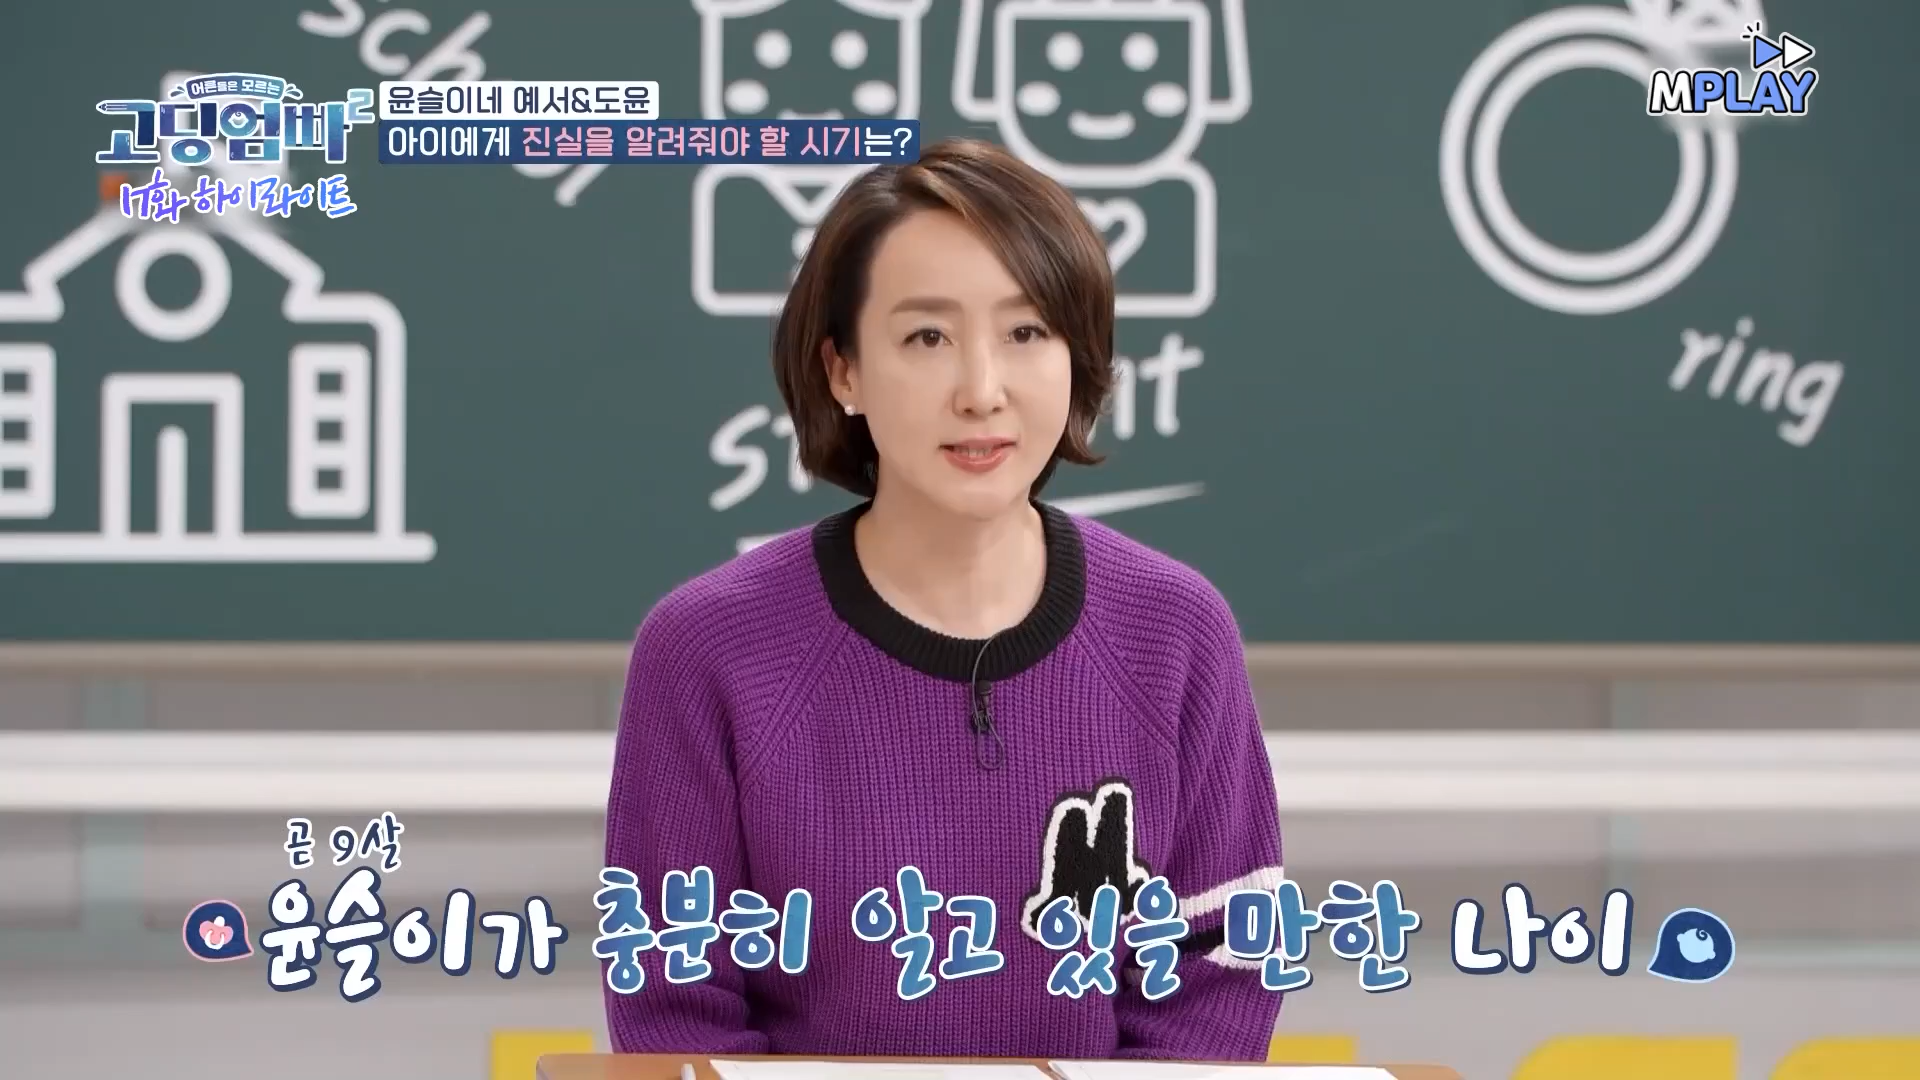 어른들은 모르는
고딩엄빠2
17화 하이라이트
윤슬이네 예서&도윤
아이에게 진실을 알려줘야 할 시기는?
MPLAY
ring
곧 9살
윤슬이가 충분히 알고 있을 만한 나이